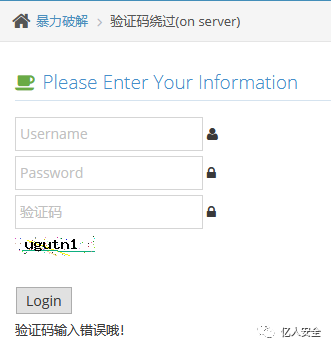 暴力破解 > 验证码绕过(on server)
Please Enter Your Information
Username
Password
验证码
ugutn1
Login
验证码输入错误哦!
亿人安全